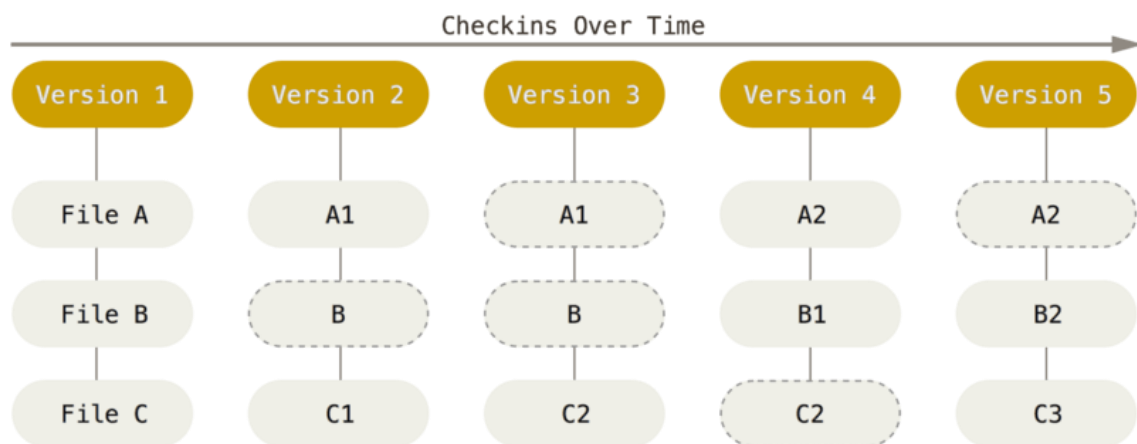 Checkins Over Time
Version 1 Version 2 Version 3 Version 4 Version 5
File A A1 A1 A2 A2
File B B B B1 B2
File C C1 C2 C2 C3